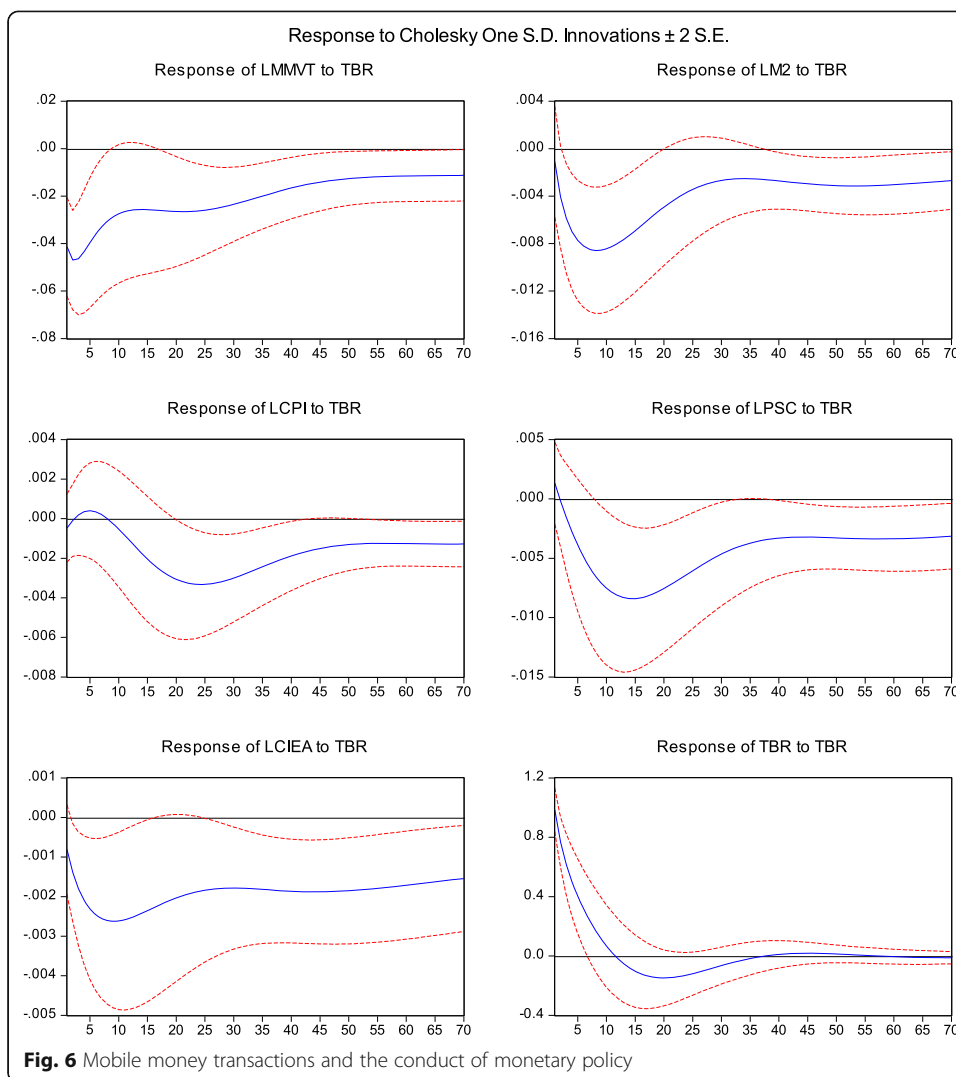 Response to Cholesky One S.D. Innovations ± 2 S.E.
Response of LMMVT to TBR
.02
.00
-.02
-.04
-.06
-.08
5 10 15 20 25 30 35 40 45 50 55 60 65 70
Response of LM2 to TBR
.004
.000
-.004
-.008
-.012
-.016
5 10 15 20 25 30 35 40 45 50 55 60 65 70
Response of LCPI to TBR
.004
.002
.000
-.002
-.004
-.006
-.008
5 10 15 20 25 30 35 40 45 50 55 60 65 70
Response of LPSC to TBR
.005
.000
-.005
-.010
-.015
5 10 15 20 25 30 35 40 45 50 55 60 65 70
Response of LCIEA to TBR
.001
.000
-.001
-.002
-.003
-.004
-.005
5 10 15 20 25 30 35 40 45 50 55 60 65 70
Response of TBR to TBR
1.2
0.8
0.4
0.0
-0.4
5 10 15 20 25 30 35 40 45 50 55 60 65 70
Fig. 6 Mobile money transactions and the conduct of monetary policy